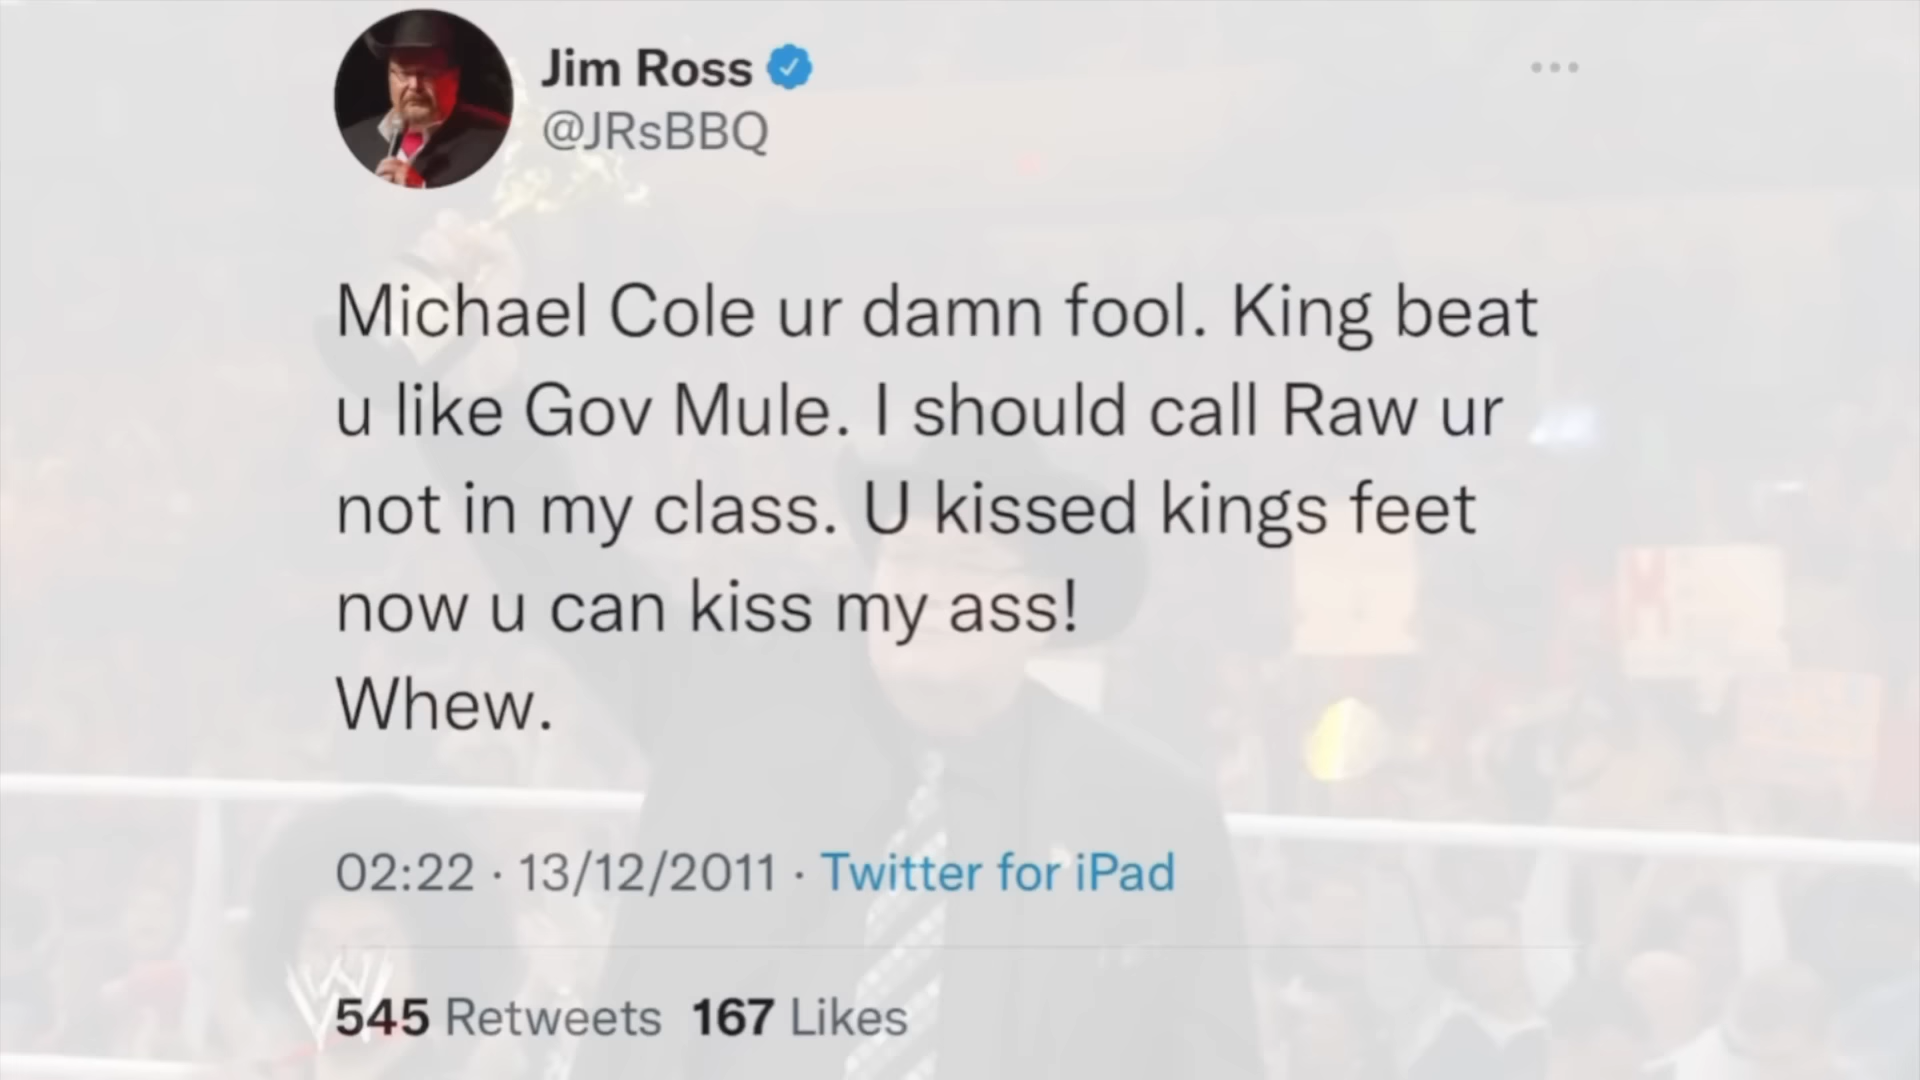 Jim Ross
@JRsBBQ
Michael Cole ur damn fool. King beat
u like Gov Mule. I should call Raw ur
not in my class. U kissed kings feet
now u can kiss my ass!
Whew.
02:22 · 13/12/2011 · Twitter for iPad
545 Retweets 167 Likes